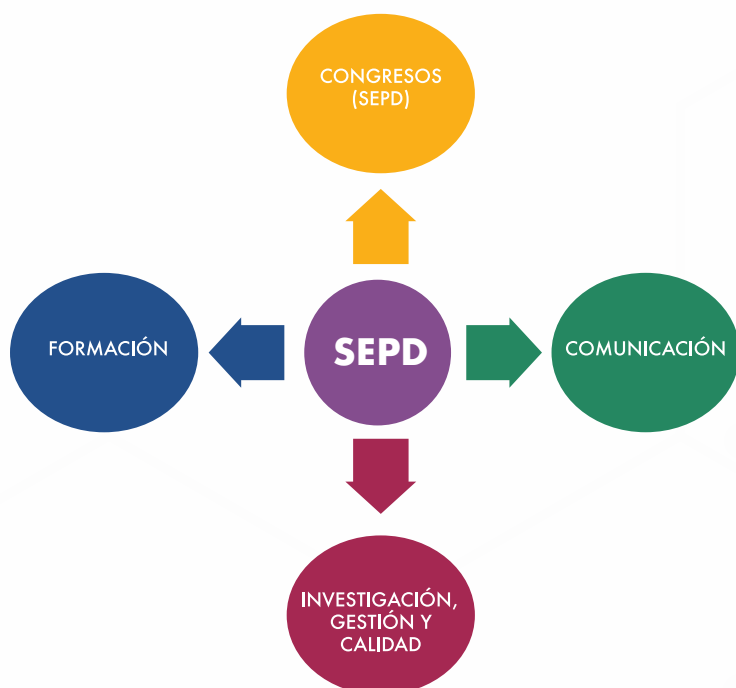 CONGRESOS
(SEPD)
FORMACIÓN
SEPD
COMUNICACIÓN
INVESTIGACIÓN,
GESTIÓN Y
CALIDAD